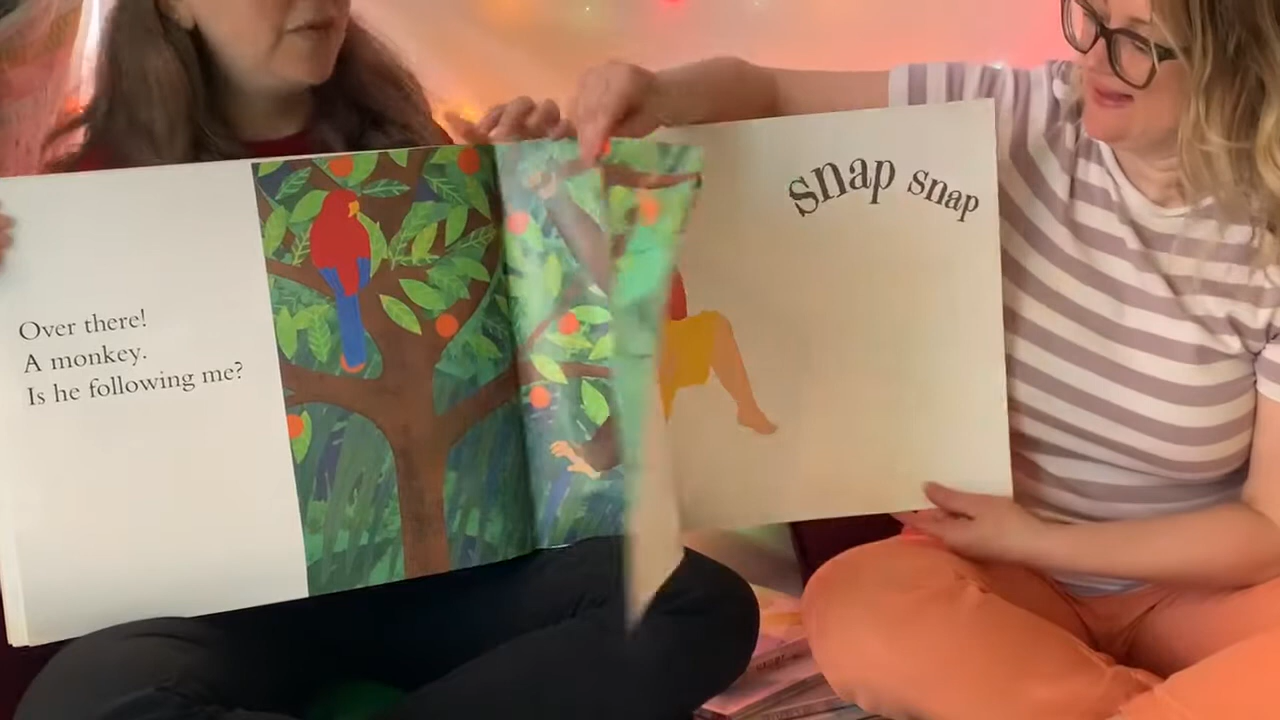 Over there!
A monkey.
Is he following me?
snap snap